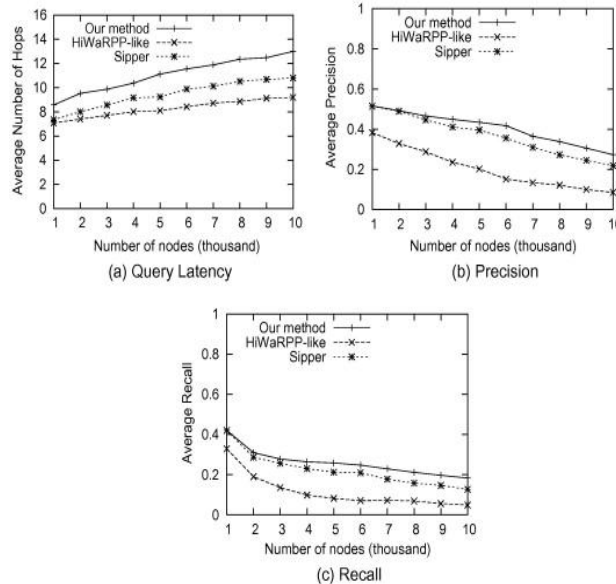 16
14
12
10
8
6
4
2
0
Average Number of Hops
Our method
HiWaRPP-like
Sipper
1 2 3 4 5 6 7 8 9 10
Number of nodes (thousand)
(a) Query Latency
1
0.8
0.6
0.4
0.2
0
Average Precision
Our method
HiWaRPP-like
Sipper
1 2 3 4 5 6 7 8 9 10
Number of nodes (thousand)
(b) Precision
1
0.8
0.6
0.4
0.2
0
Average Recall
Our method
HiWaRPP-like
Sipper
1 2 3 4 5 6 7 8 9 10
Number of nodes (thousand)
(c) Recall